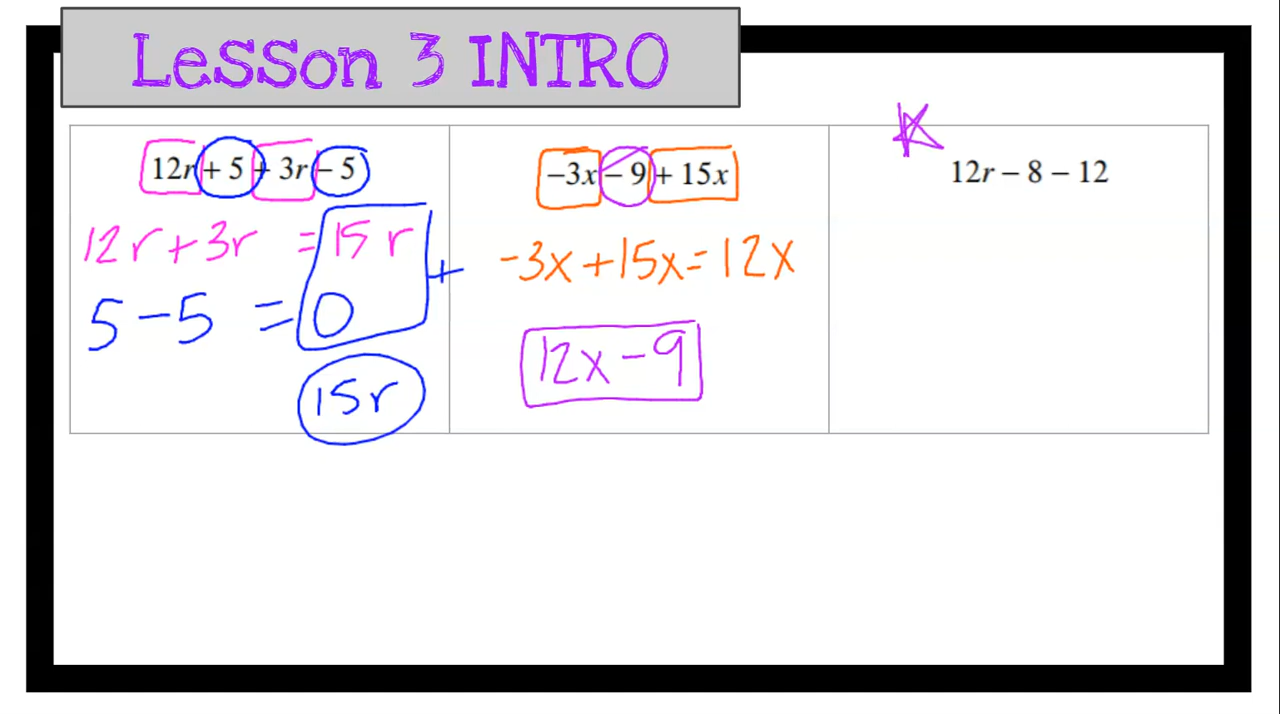 Lesson 3 INTRO
12r + 5 + 3r − 5
12r + 3r = 15r
+
5 − 5 = 0
15r
−3x − 9 + 15x
-3x + 15x = 12x
12x − 9
12r − 8 − 12